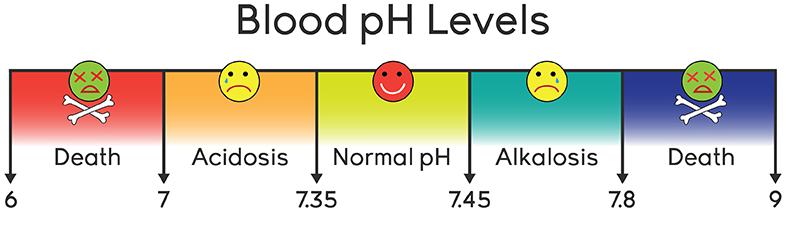 Blood pH Levels
Death Acidosis Normal pH Alkalosis Death
6 7 7.35 7.45 7.8 9